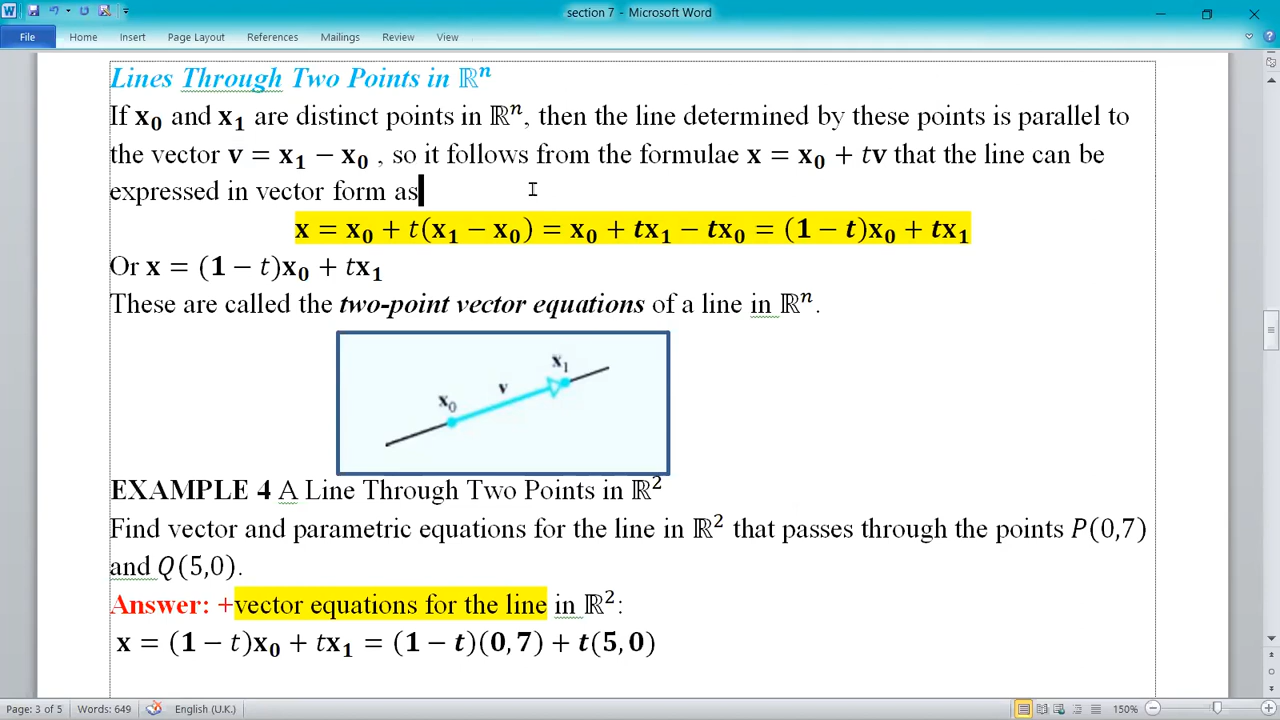 section 7 - Microsoft Word
File Home Insert Page Layout References Mailings Review View
Lines Through Two Points in ℝⁿ
If x₀ and x₁ are distinct points in ℝⁿ, then the line determined by these points is parallel to
the vector v = x₁ − x₀ , so it follows from the formulae x = x₀ + tv that the line can be
expressed in vector form as
x = x₀ + t(x₁ − x₀) = x₀ + tx₁ − tx₀ = (1 − t)x₀ + tx₁
Or x = (1 − t)x₀ + tx₁
These are called the two-point vector equations of a line in ℝⁿ.
x₁
v
x₀
EXAMPLE 4 A Line Through Two Points in ℝ²
Find vector and parametric equations for the line in ℝ² that passes through the points P(0,7)
and Q(5,0).
Answer: +vector equations for the line in ℝ²:
x = (1 − t)x₀ + tx₁ = (1 − t)(0, 7) + t(5, 0)
Page: 3 of 5 Words: 649 English (U.K.) 150%